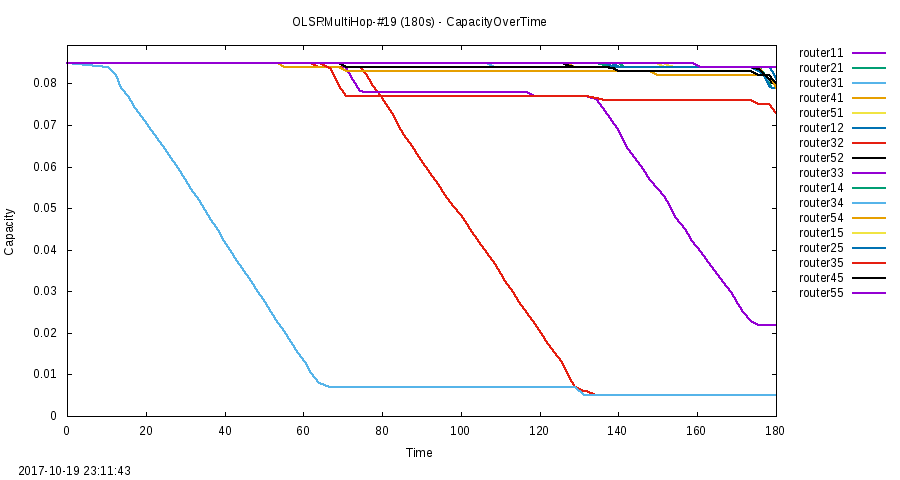 OLSRMultiHop-#19 (180s) - CapacityOverTime
router11
router21
router31
router41
router51
router12
router32
router52
router33
router14
router34
router54
router15
router25
router35
router45
router55
0.08
0.07
0.06
0.05
0.04
0.03
0.02
0.01
0
Capacity
0 20 40 60 80 100 120 140 160 180
Time
2017-10-19 23:11:43